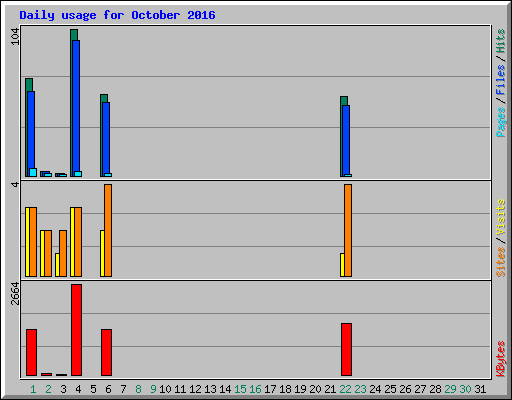 Daily usage for October 2016
104
Pages / Files / Hits
4
Sites / Visits
2664
KBytes
1 2 3 4 5 6 7 8 9 10 11 12 13 14 15 16 17 18 19 20 21 22 23 24 25 26 27 28 29 30 31